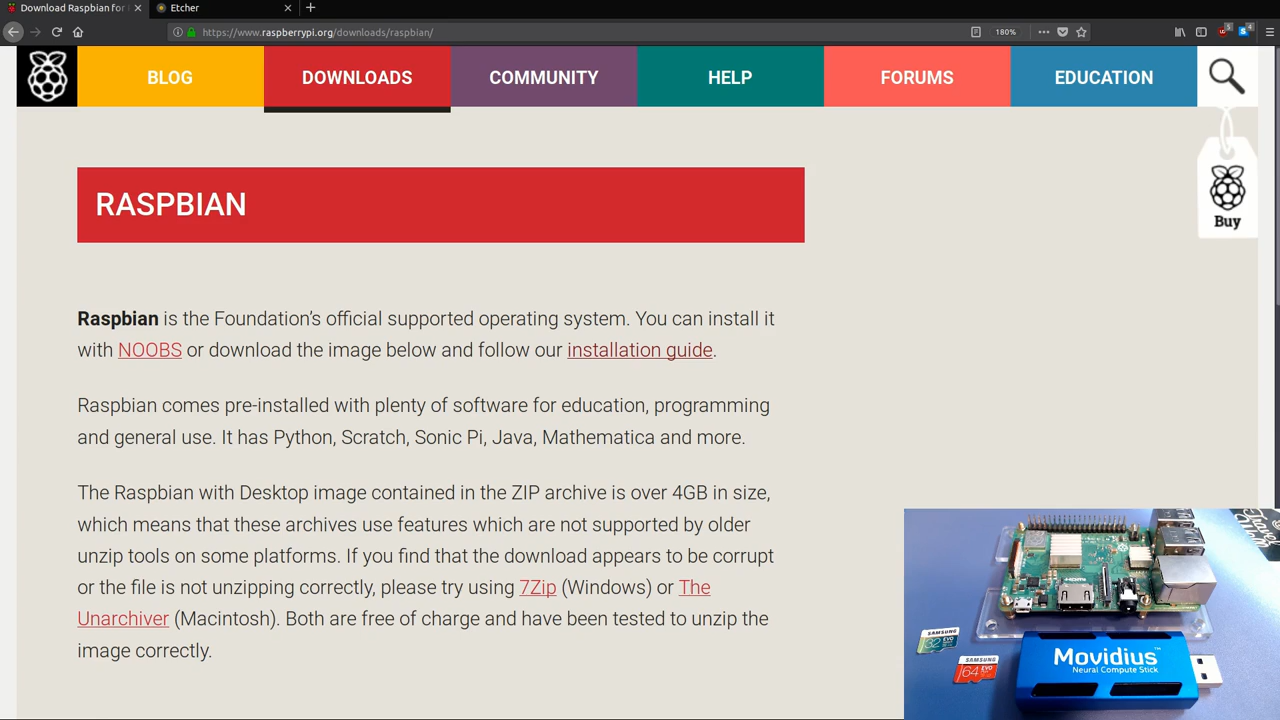 Download Raspbian for
Etcher
https://www.raspberrypi.org/downloads/raspbian/
180%
BLOG
DOWNLOADS
COMMUNITY
HELP
FORUMS
EDUCATION
Buy
RASPBIAN
Raspbian is the Foundation's official supported operating system. You can install it
with NOOBS or download the image below and follow our installation guide.
Raspbian comes pre-installed with plenty of software for education, programming
and general use. It has Python, Scratch, Sonic Pi, Java, Mathematica and more.
The Raspbian with Desktop image contained in the ZIP archive is over 4GB in size,
which means that these archives use features which are not supported by older
unzip tools on some platforms. If you find that the download appears to be corrupt
or the file is not unzipping correctly, please try using 7Zip (Windows) or The
Unarchiver (Macintosh). Both are free of charge and have been tested to unzip the
image correctly.
SAMSUNG
32 EVO
SAMSUNG
64 EVO
Movidius™
Neural Compute Stick